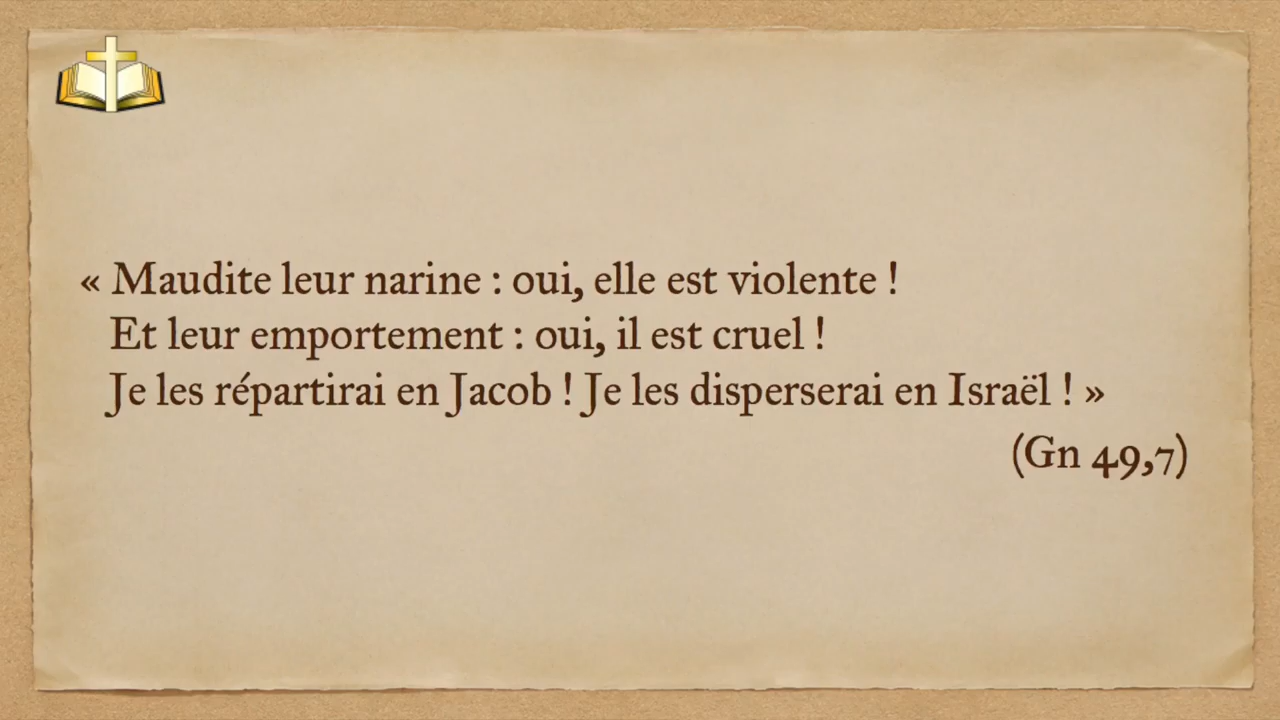 « Maudite leur narine : oui, elle est violente !
Et leur emportement : oui, il est cruel !
Je les répartirai en Jacob ! Je les disperserai en Israël ! »
(Gn 49,7)